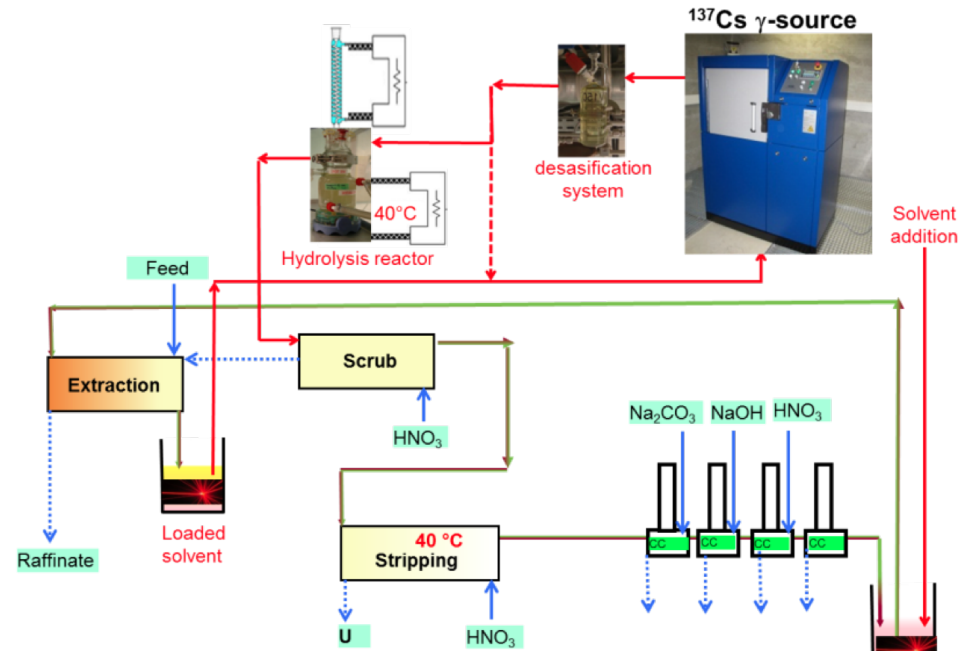 ¹³⁷Cs γ-source
desasification
system
40°C
Hydrolysis reactor
Solvent
addition
Feed
Extraction
Scrub
HNO₃
Na₂CO₃
NaOH
HNO₃
Loaded
solvent
Raffinate
40 °C
Stripping
CC
CC
CC
CC
U
HNO₃